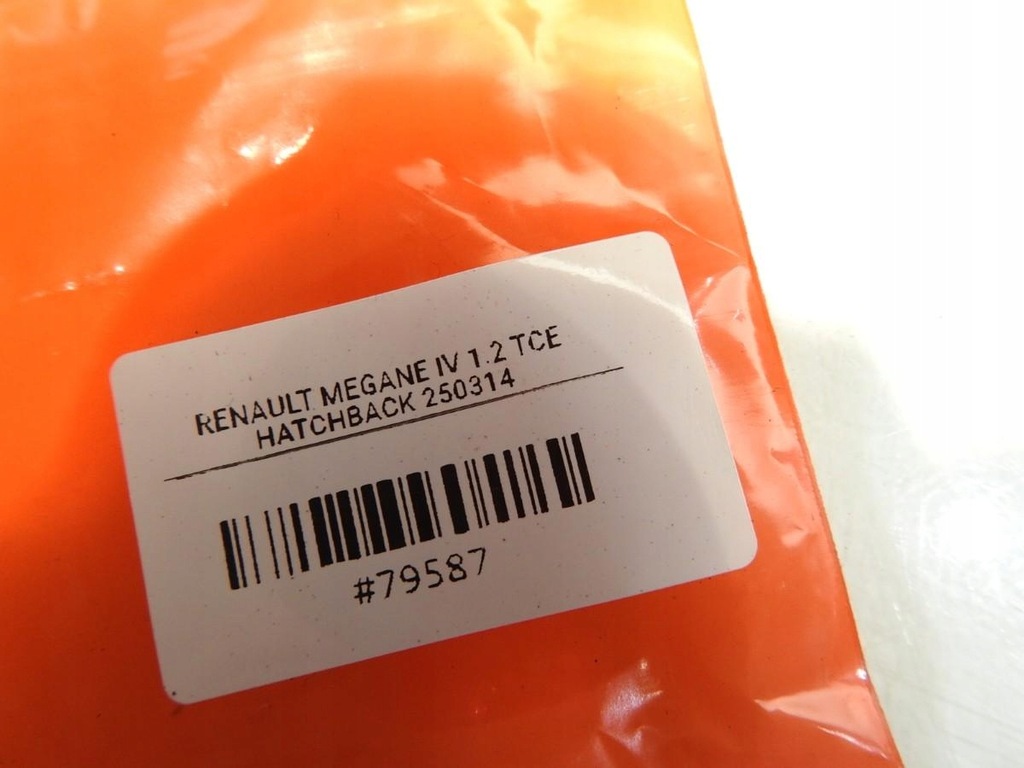 RENAULT MEGANE IV 1.2 TCE
HATCHBACK 250314
#79587